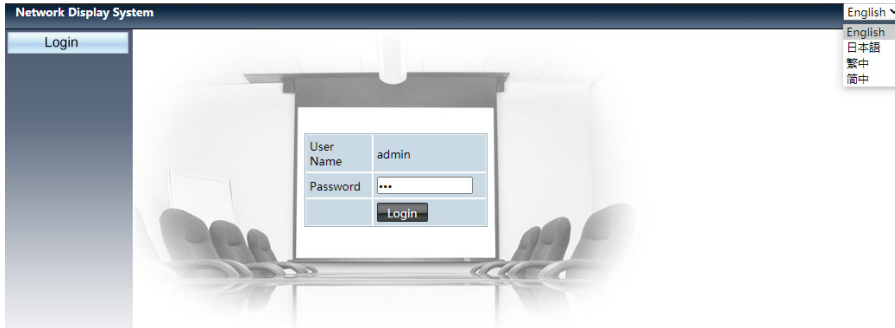 Network Display System
English
English
日本語
繁中
简中
Login
User
Name
admin
Password
•••
Login